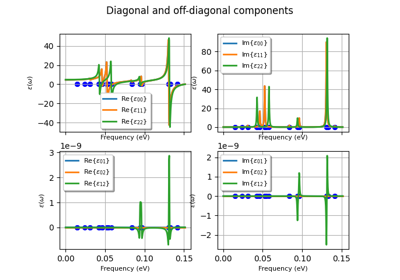 Diagonal and off-diagonal components
40
20
0
−20
−40
ε(ω)
Re{ε00}
Re{ε11}
Re{ε22}
Frequency (eV)
80
60
40
20
0
ε(ω)
Im{ε00}
Im{ε11}
Im{ε22}
Frequency (eV)
1e−9
3
2
1
0
ε(ω)
Re{ε01}
Re{ε02}
Re{ε12}
0.00 0.05 0.10 0.15
Frequency (eV)
1e−9
2
1
0
−1
−2
ε(ω)
Im{ε01}
Im{ε02}
Im{ε12}
0.00 0.05 0.10 0.15
Frequency (eV)